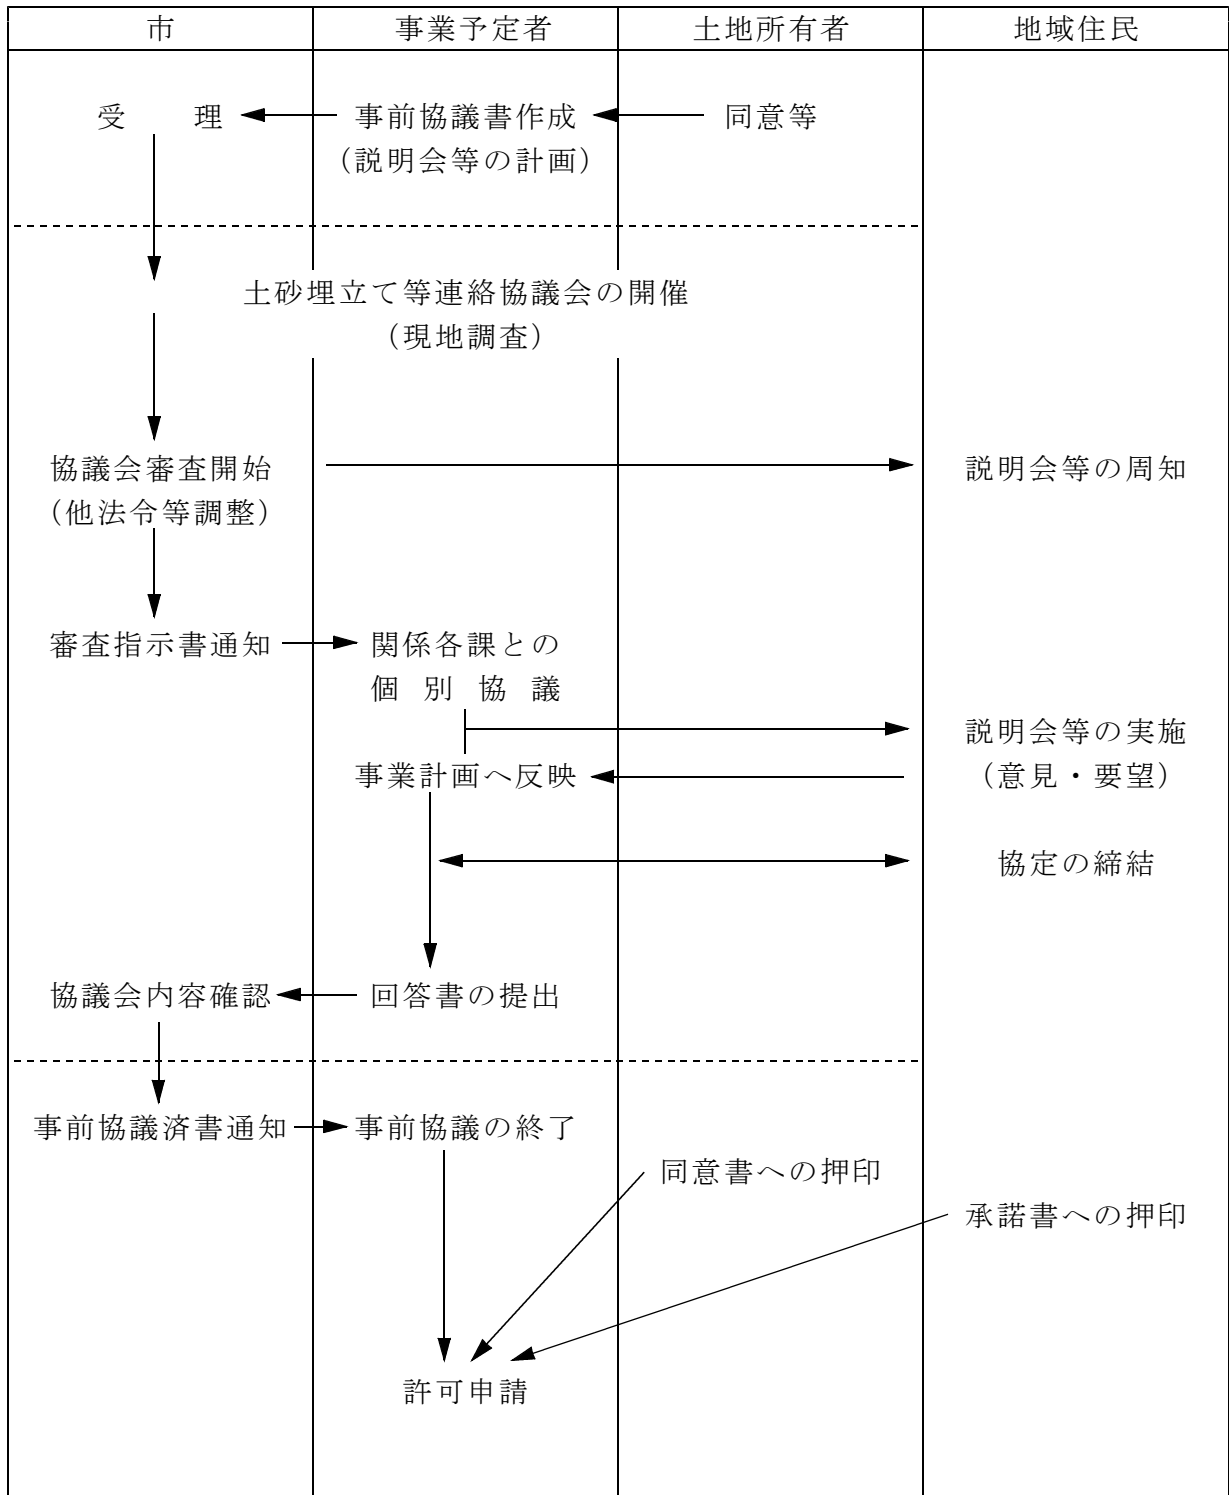 市
事業予定者
土地所有者
地域住民
受理
事前協議書作成
（説明会等の計画）
同意等
土砂埋立て等連絡協議会の開催
（現地調査）
協議会審査開始
（他法令等調整）
説明会等の周知
審査指示書通知
関係各課との
個別協議
説明会等の実施
（意見・要望）
事業計画へ反映
協定の締結
協議会内容確認
回答書の提出
事前協議済書通知
事前協議の終了
同意書への押印
承諾書への押印
許可申請